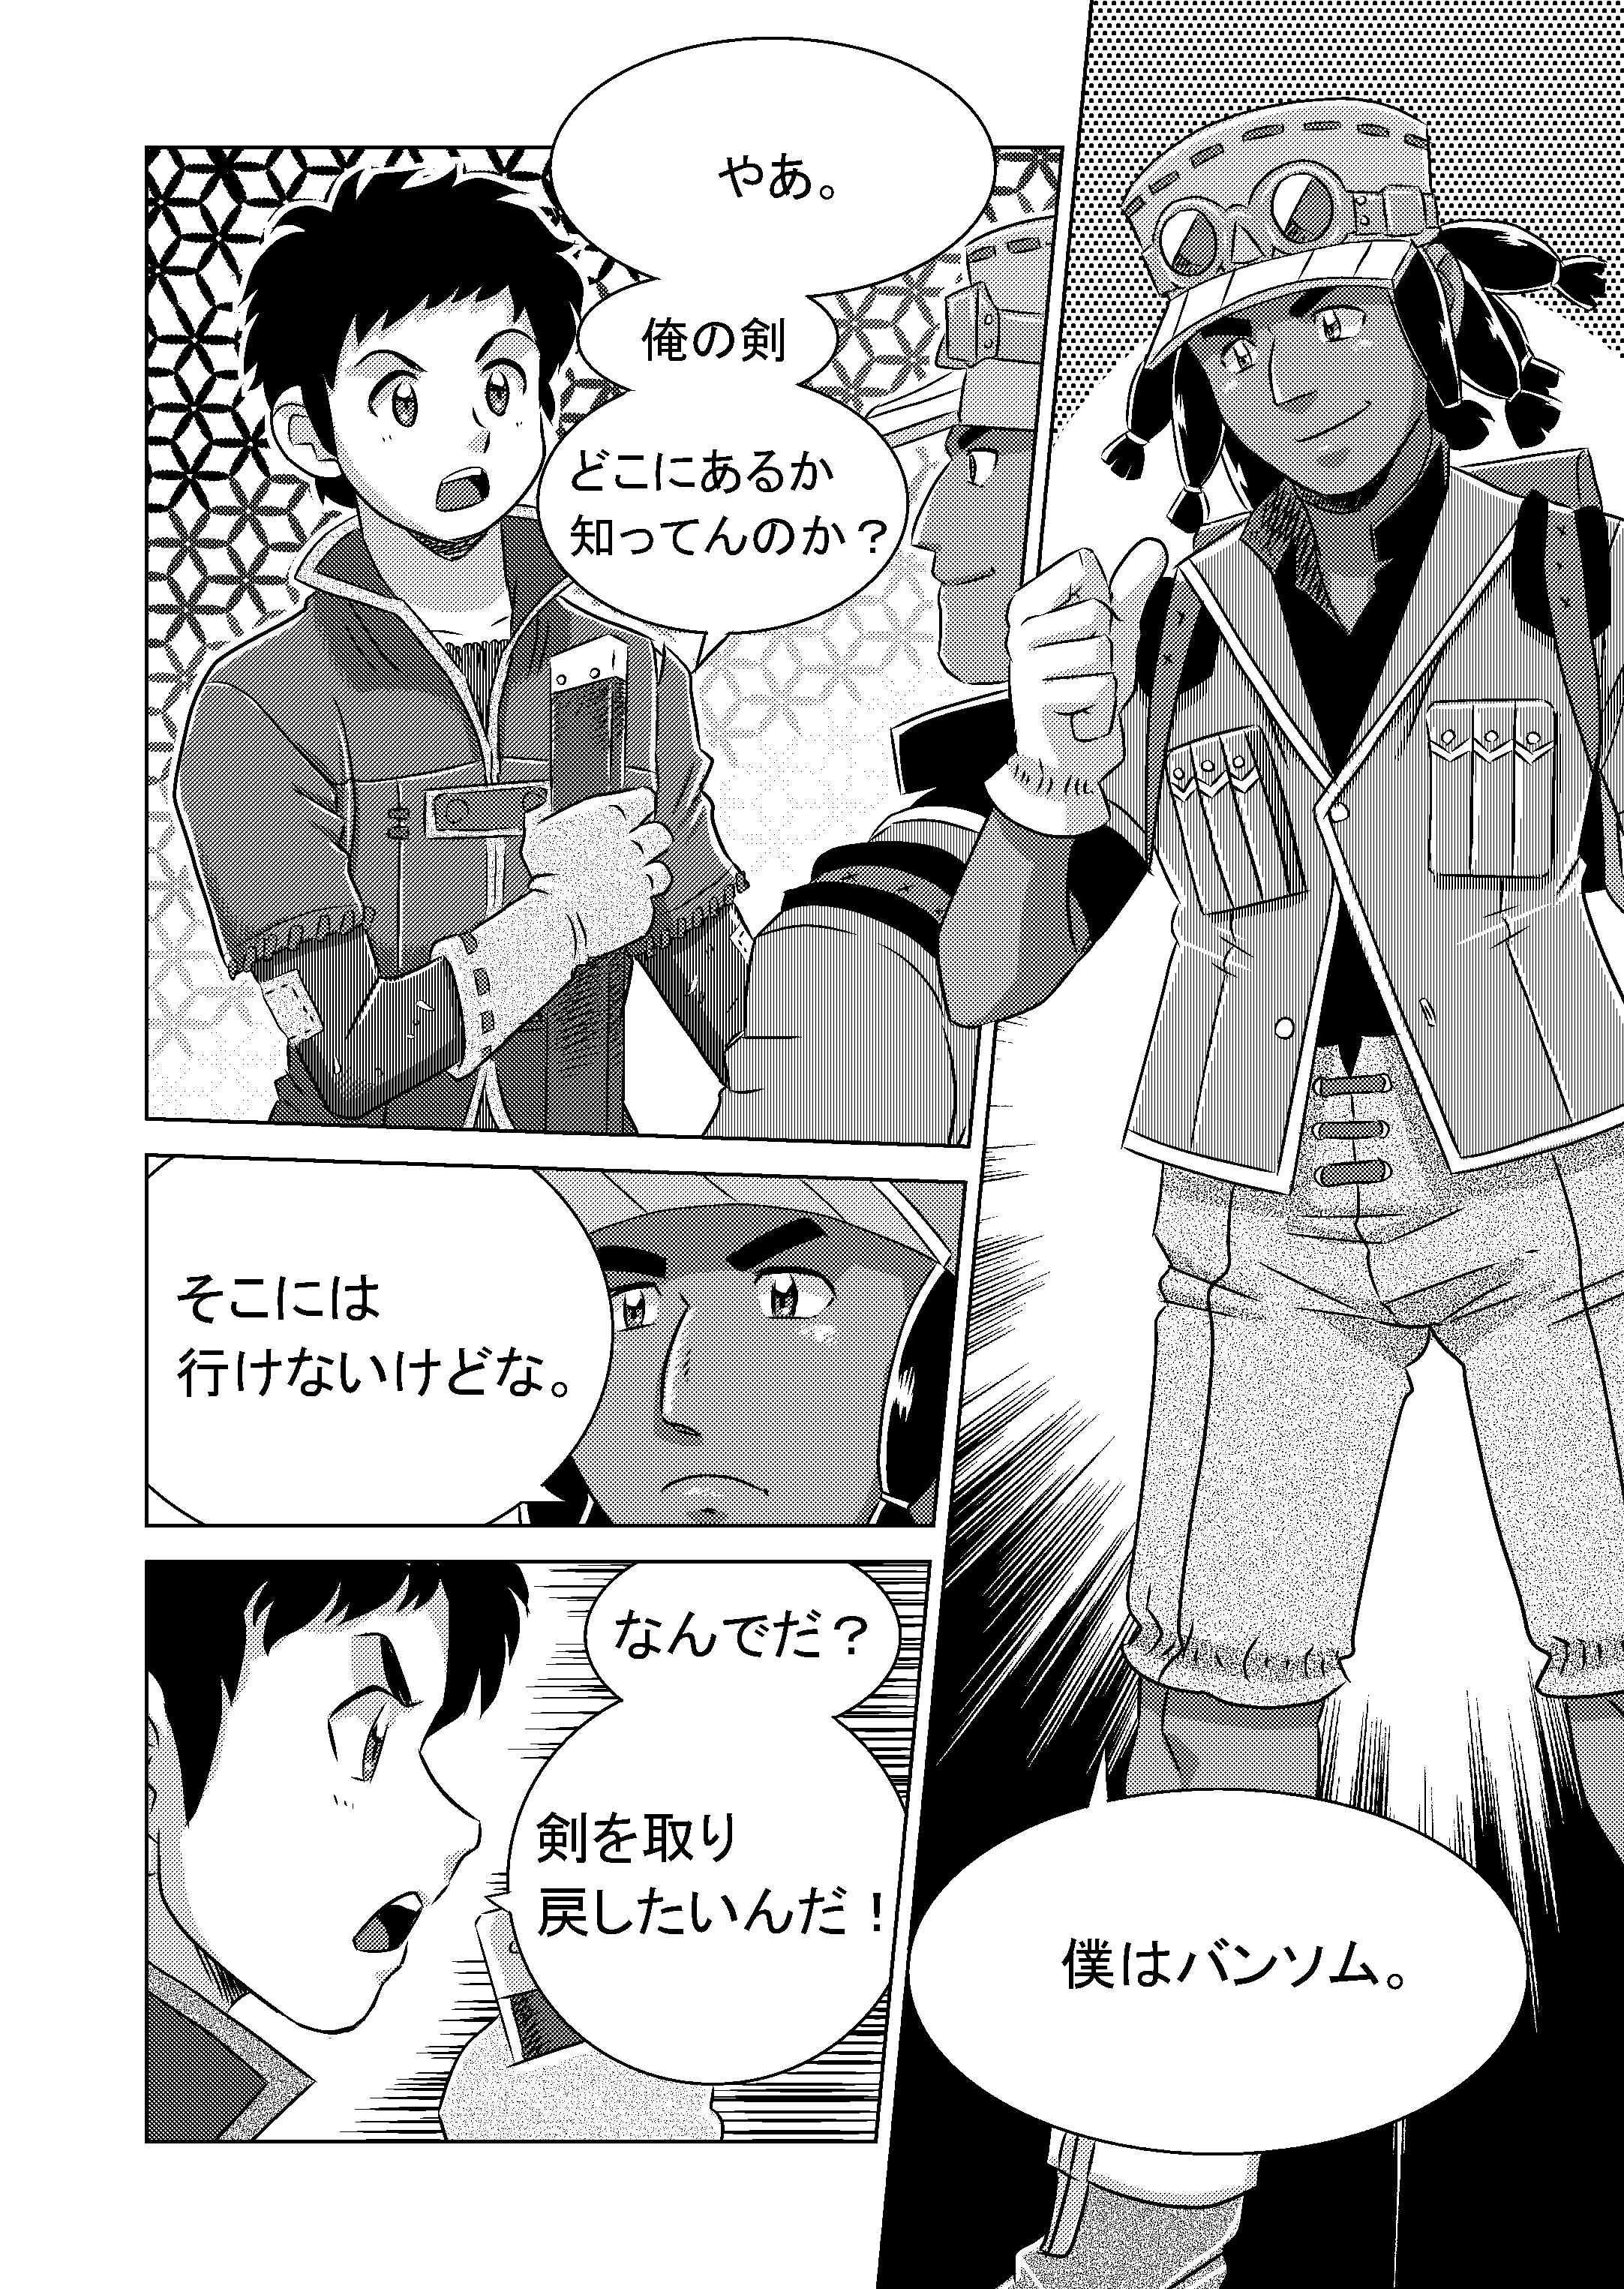 僕はバンソム。
やあ。
俺の剣
どこにあるか
知ってんのか？
そこには
行けないけどな。
なんでだ？
剣を取り
戻したいんだ！